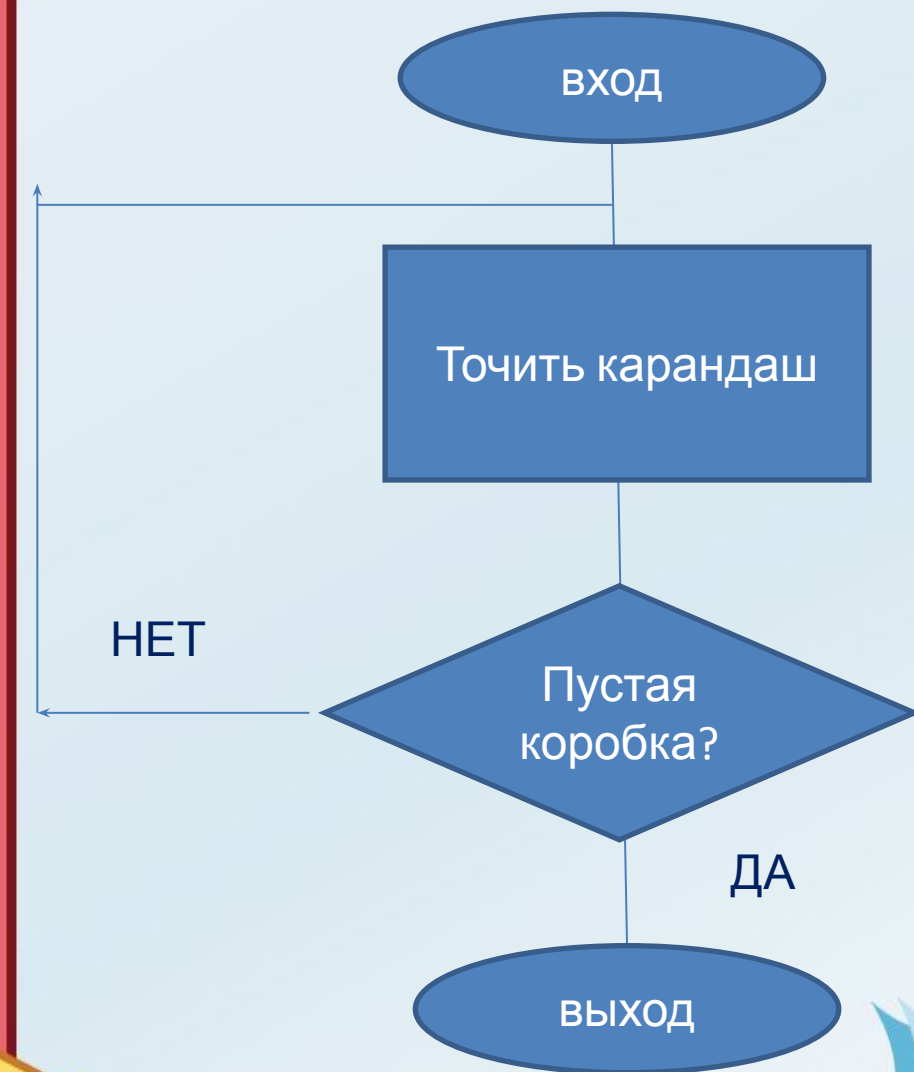 вход
Точить карандаш
НЕТ
Пустая
коробка?
ДА
выход